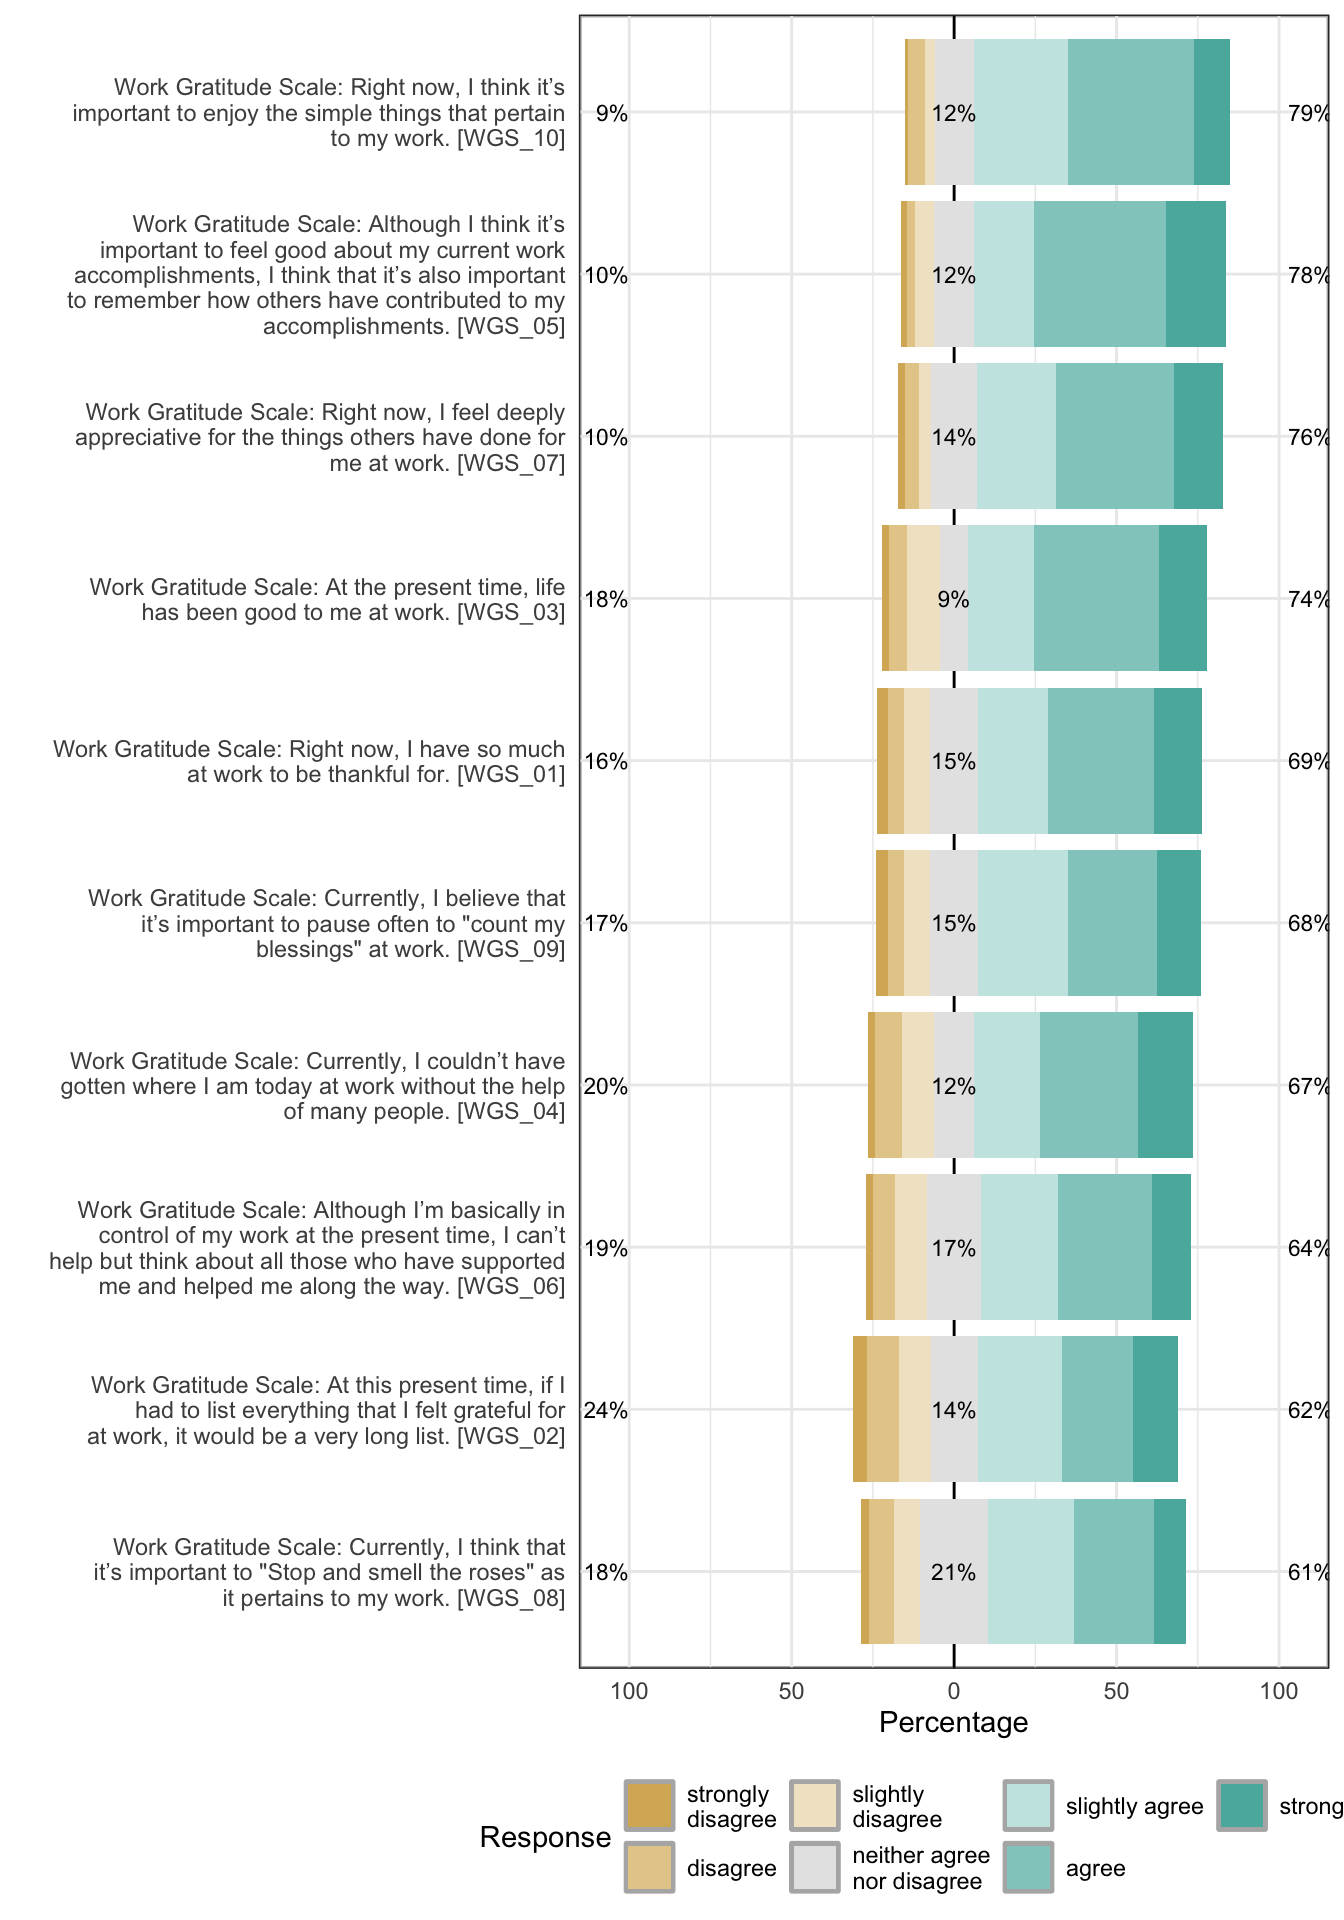 Work Gratitude Scale: Right now, I think it’s
important to enjoy the simple things that pertain
to my work. [WGS_10]
9%
12%
79%
Work Gratitude Scale: Although I think it’s
important to feel good about my current work
accomplishments, I think that it’s also important
to remember how others have contributed to my
accomplishments. [WGS_05]
10%
12%
78%
Work Gratitude Scale: Right now, I feel deeply
appreciative for the things others have done for
me at work. [WGS_07]
10%
14%
76%
Work Gratitude Scale: At the present time, life
has been good to me at work. [WGS_03]
18%
9%
74%
Work Gratitude Scale: Right now, I have so much
at work to be thankful for. [WGS_01]
16%
15%
69%
Work Gratitude Scale: Currently, I believe that
it’s important to pause often to "count my
blessings" at work. [WGS_09]
17%
15%
68%
Work Gratitude Scale: Currently, I couldn’t have
gotten where I am today at work without the help
of many people. [WGS_04]
20%
12%
67%
Work Gratitude Scale: Although I’m basically in
control of my work at the present time, I can’t
help but think about all those who have supported
me and helped me along the way. [WGS_06]
19%
17%
64%
Work Gratitude Scale: At this present time, if I
had to list everything that I felt grateful for
at work, it would be a very long list. [WGS_02]
24%
14%
62%
Work Gratitude Scale: Currently, I think that
it’s important to "Stop and smell the roses" as
it pertains to my work. [WGS_08]
18%
21%
61%
100 50 0 50 100
Percentage
Response
strongly
disagree
disagree
slightly
disagree
neither agree
nor disagree
slightly agree
agree
strong